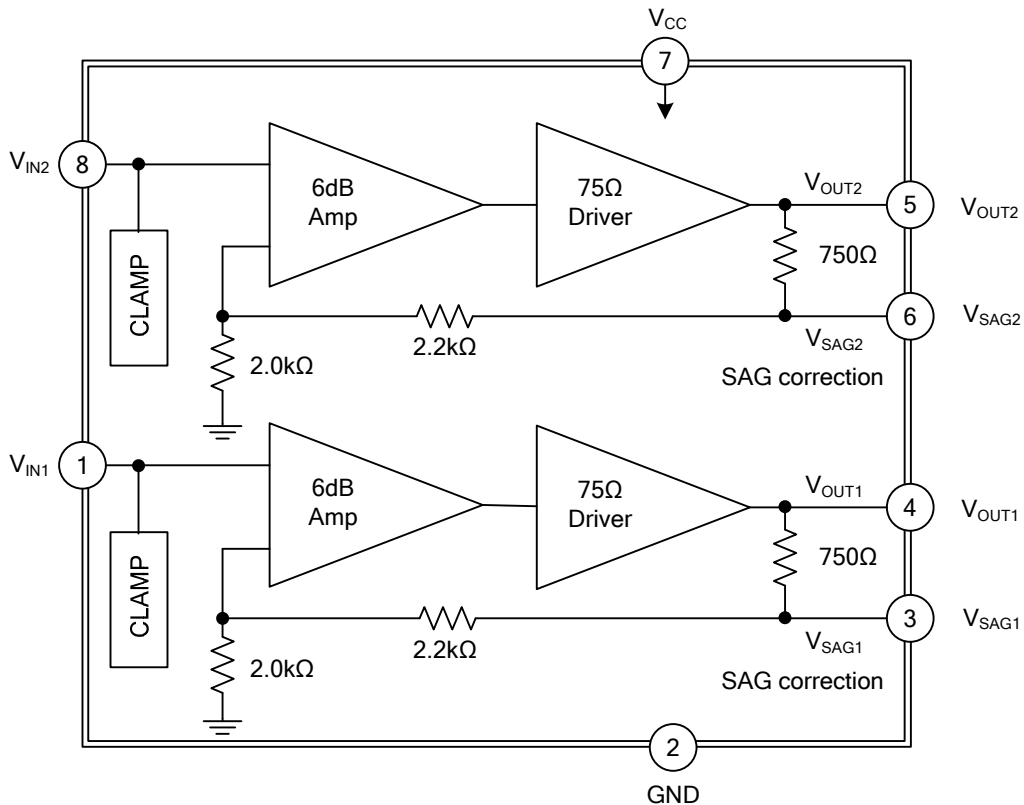 VCC
7
VIN2
8
6dB
Amp
75Ω
Driver
VOUT2
5
VOUT2
CLAMP
750Ω
6
VSAG2
2.2kΩ
VSAG2
2.0kΩ
SAG correction
VIN1
1
6dB
Amp
75Ω
Driver
VOUT1
4
VOUT1
CLAMP
750Ω
3
VSAG1
2.2kΩ
VSAG1
2.0kΩ
SAG correction
2
GND